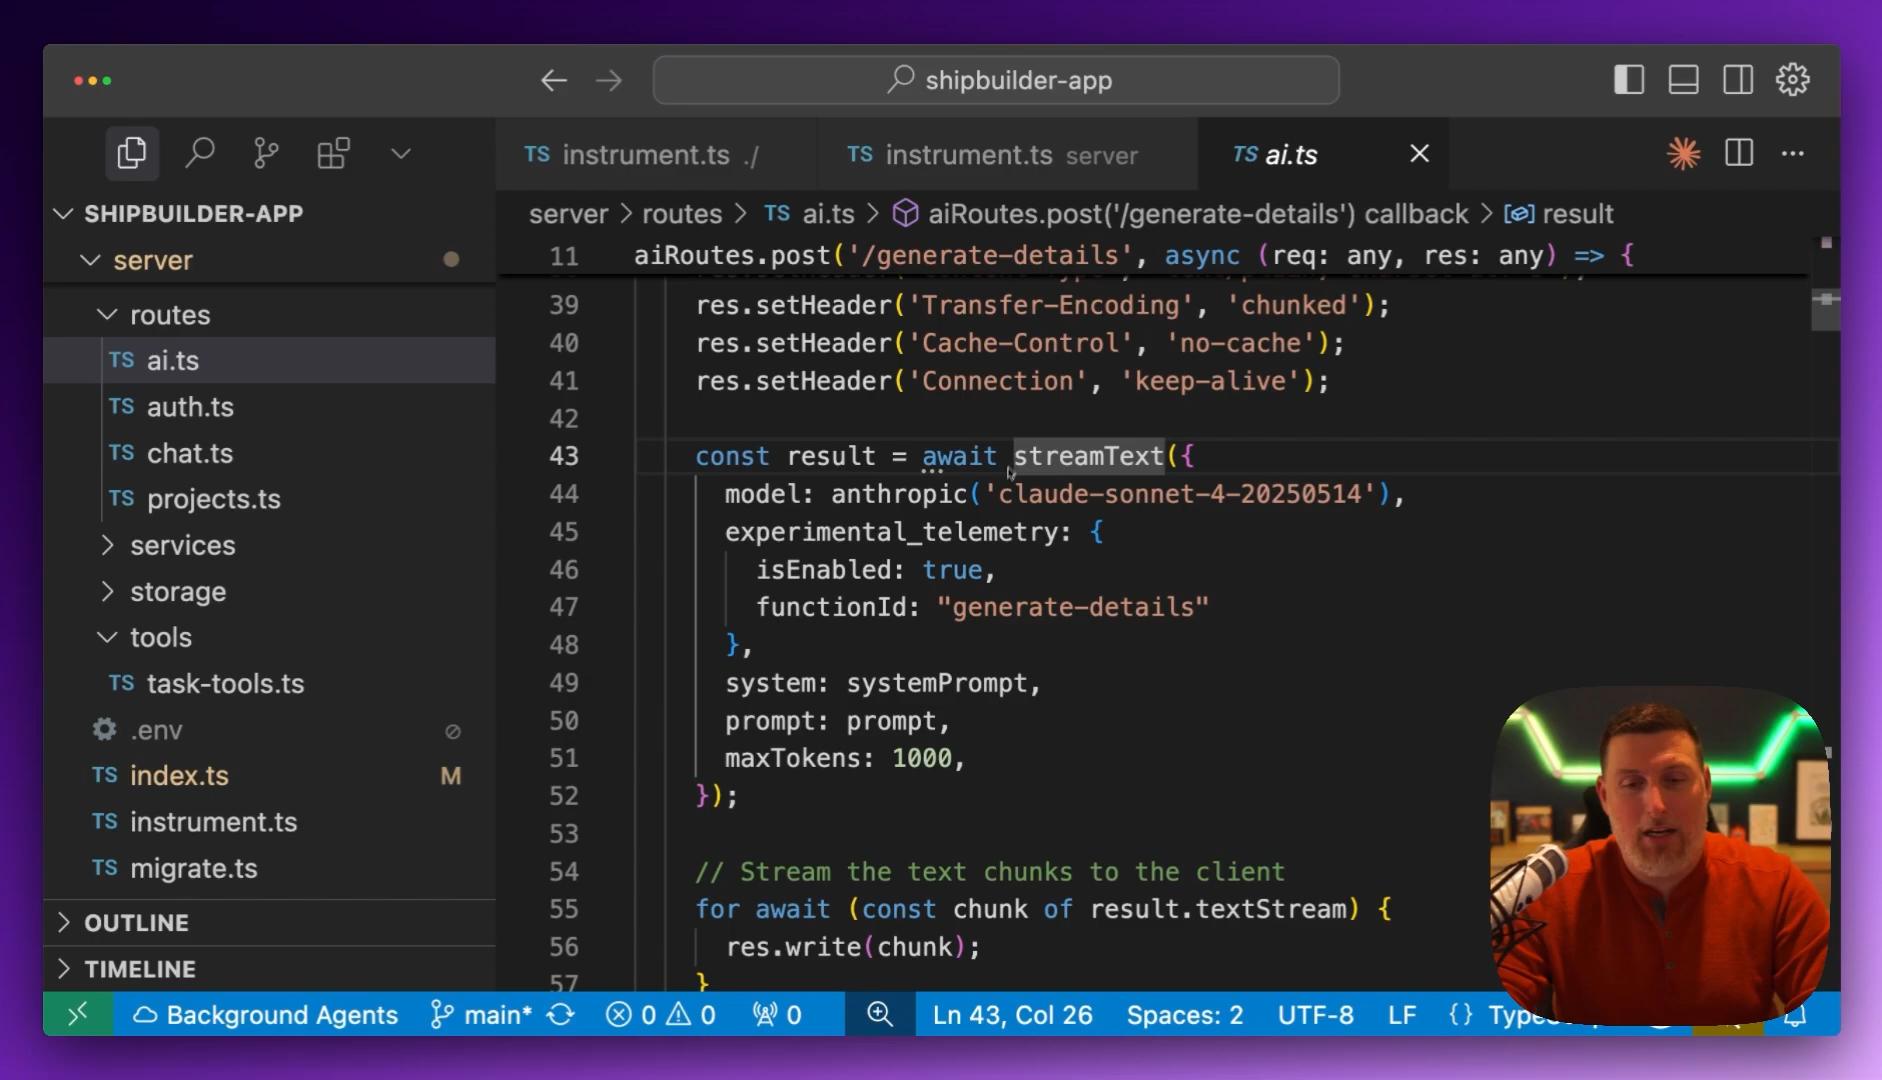 shipbuilder-app
TS instrument.ts ./
TS instrument.ts server
TS ai.ts
SHIPBUILDER-APP
server
routes
TS ai.ts
TS auth.ts
TS chat.ts
TS projects.ts
services
storage
tools
TS task-tools.ts
.env
TS index.ts M
TS instrument.ts
TS migrate.ts
OUTLINE
TIMELINE
server > routes > TS ai.ts > aiRoutes.post('/generate-details') callback > result
11 aiRoutes.post('/generate-details', async (req: any, res: any) => {
39 res.setHeader('Transfer-Encoding', 'chunked');
40 res.setHeader('Cache-Control', 'no-cache');
41 res.setHeader('Connection', 'keep-alive');
42
43 const result = await streamText({
44 model: anthropic('claude-sonnet-4-20250514'),
45 experimental_telemetry: {
46 isEnabled: true,
47 functionId: "generate-details"
48 },
49 system: systemPrompt,
50 prompt: prompt,
51 maxTokens: 1000,
52 });
53
54 // Stream the text chunks to the client
55 for await (const chunk of result.textStream) {
56 res.write(chunk);
57 }
Background Agents main* 0 0 0 Ln 43, Col 26 Spaces: 2 UTF-8 LF {}